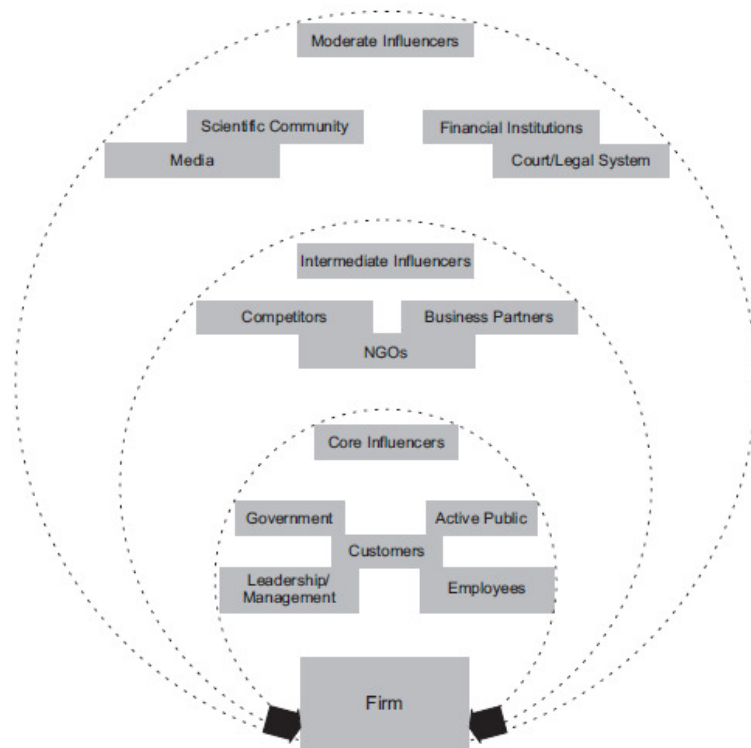 Moderate Influencers
Scientific Community
Financial Institutions
Media
Court/Legal System
Intermediate Influencers
Competitors
Business Partners
NGOs
Core Influencers
Government
Active Public
Customers
Leadership/
Management
Employees
Firm